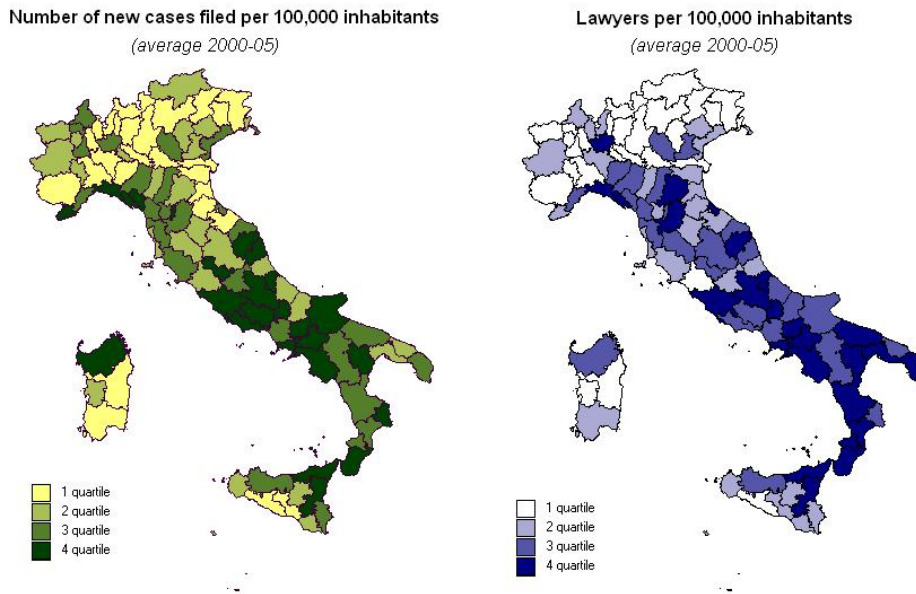 Number of new cases filed per 100,000 inhabitants
(average 2000-05)
1 quartile
2 quartile
3 quartile
4 quartile
Lawyers per 100,000 inhabitants
(average 2000-05)
1 quartile
2 quartile
3 quartile
4 quartile